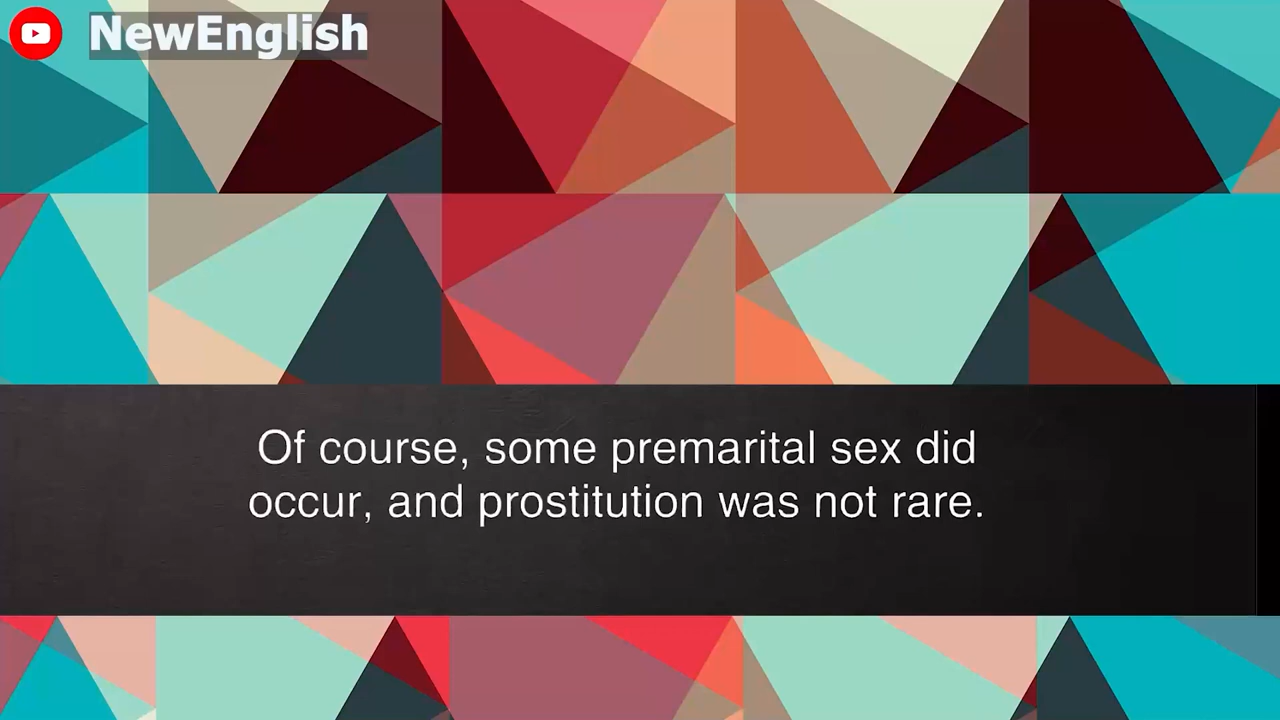 NewEnglish
Of course, some premarital sex did
occur, and prostitution was not rare.